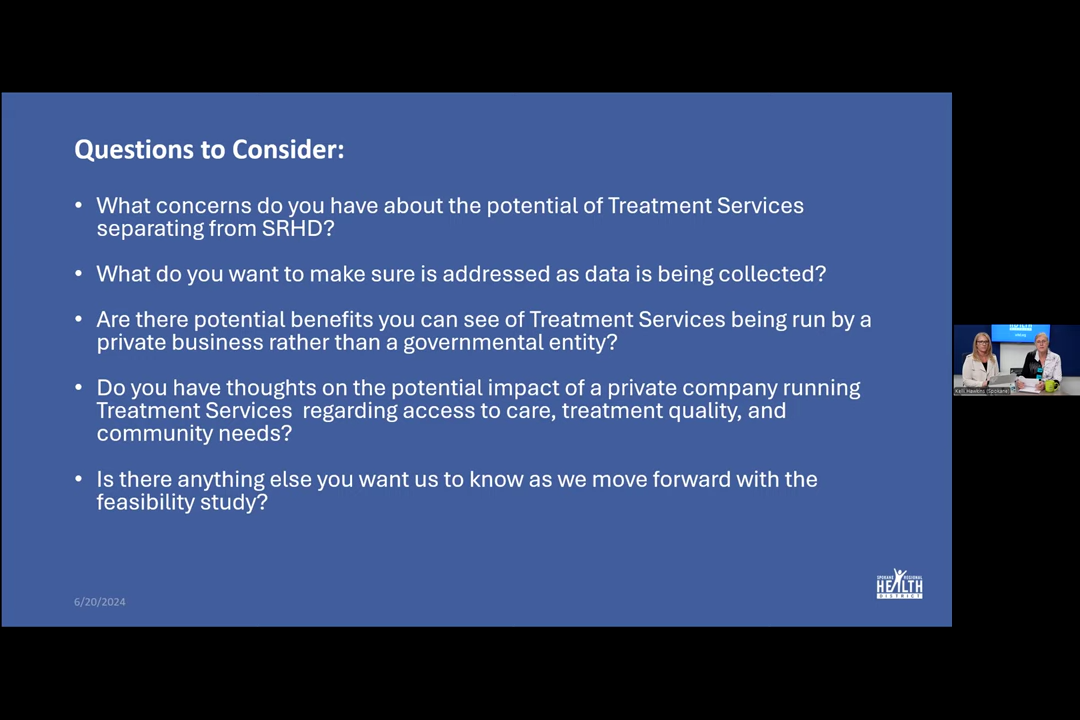 Questions to Consider:
• What concerns do you have about the potential of Treatment Services
separating from SRHD?
• What do you want to make sure is addressed as data is being collected?
• Are there potential benefits you can see of Treatment Services being run by a
private business rather than a governmental entity?
• Do you have thoughts on the potential impact of a private company running
Treatment Services regarding access to care, treatment quality, and
community needs?
• Is there anything else you want us to know as we move forward with the
feasibility study?
SPOKANE REGIONAL
HEALTH
DISTRICT
6/20/2024
HEALTH